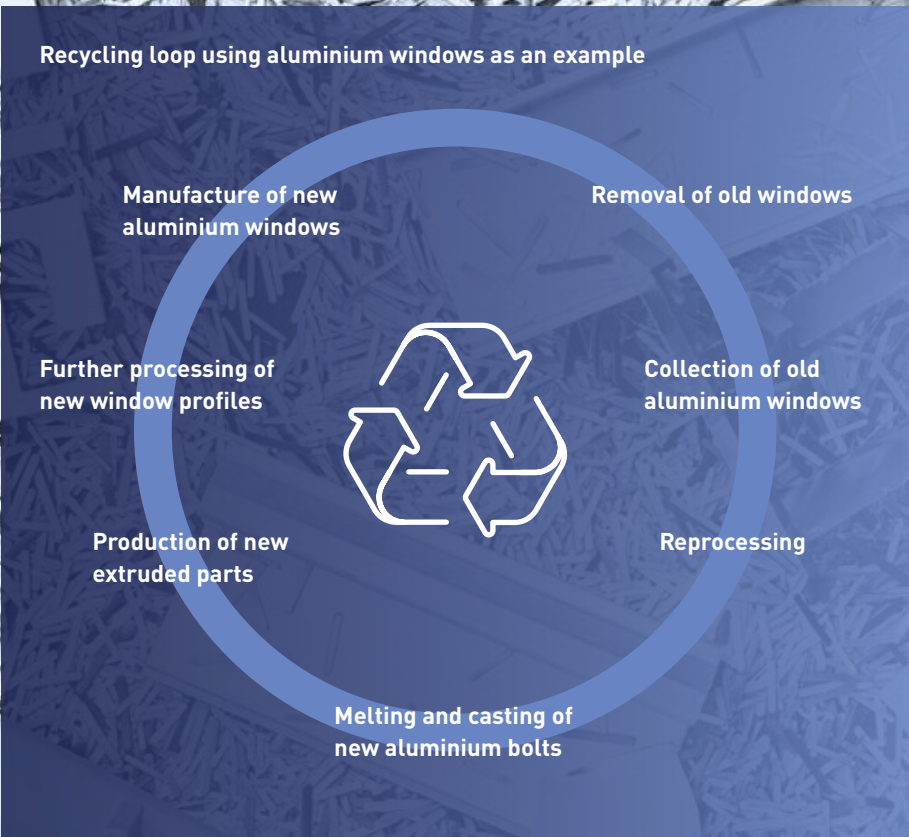 Recycling loop using aluminium windows as an example
Manufacture of new
aluminium windows
Removal of old windows
Further processing of
new window profiles
Collection of old
aluminium windows
Production of new
extruded parts
Reprocessing
Melting and casting of
new aluminium bolts